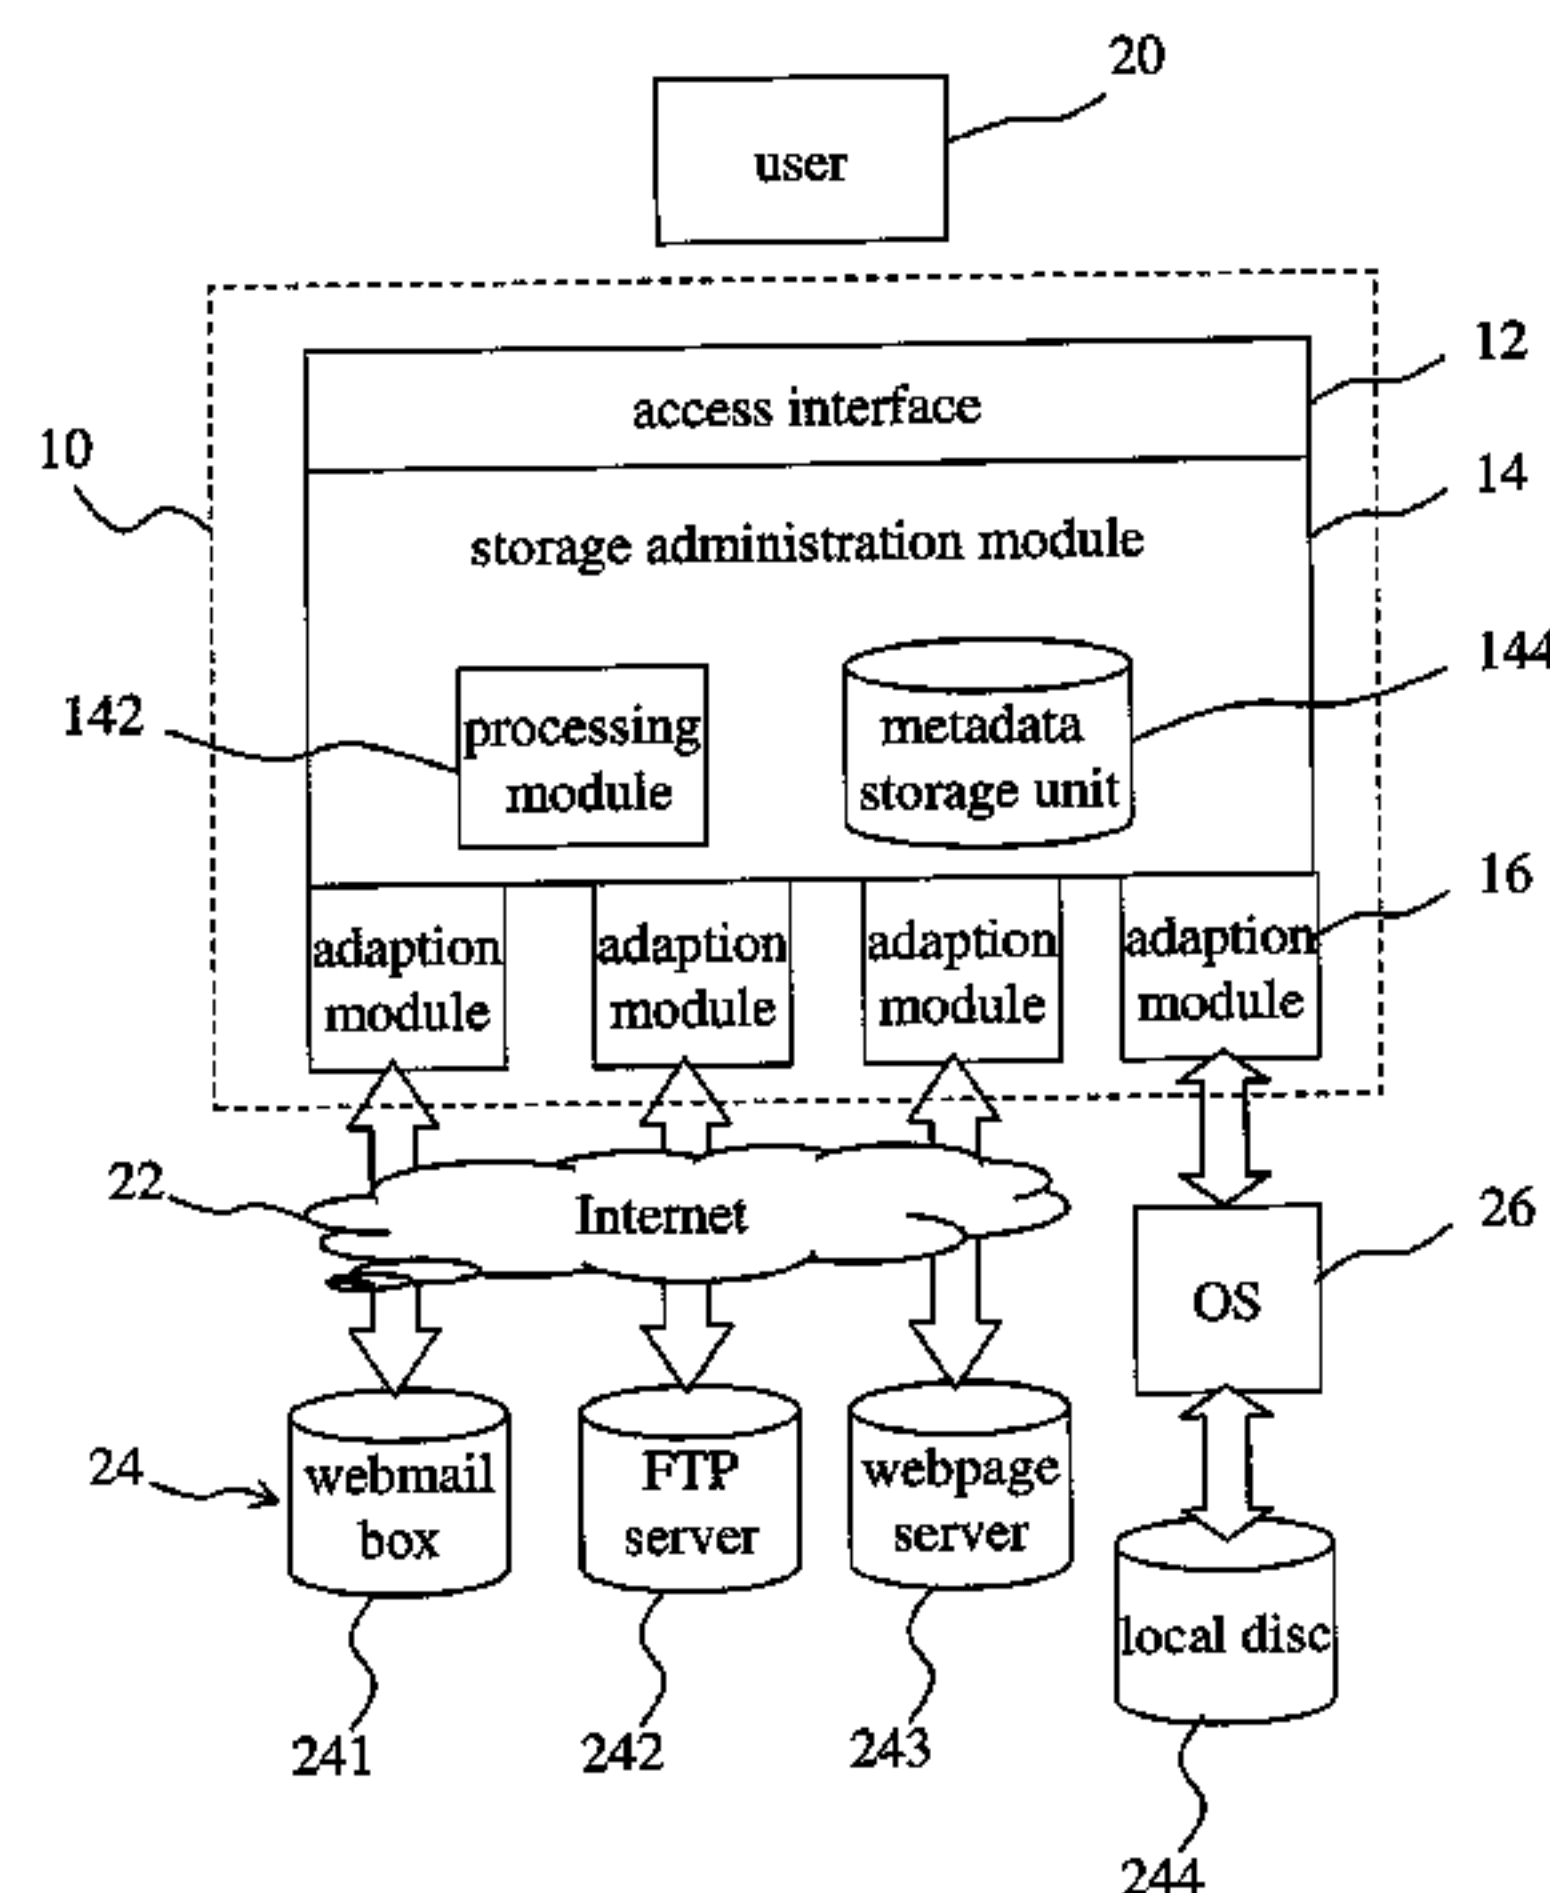 20
user
12
access interface
10
14
storage administration module
144
142
processing
module
metadata
storage unit
16
adaption
module
adaption
module
adaption
module
adaption
module
22
Internet
26
OS
24
webmail
box
FTP
server
webpage
server
local disc
241
242
243
244